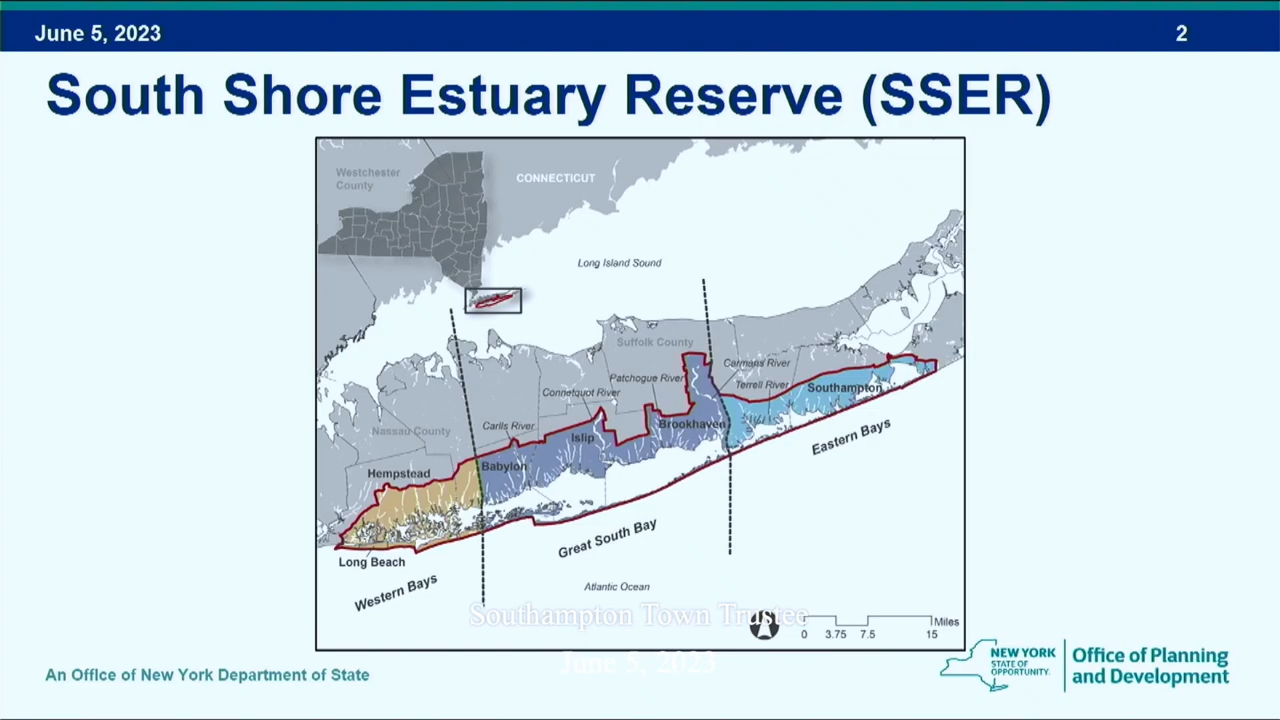 June 5, 2023
2
South Shore Estuary Reserve (SSER)
Westchester
County
CONNECTICUT
Long Island Sound
Suffolk County
Carmans River
Patchogue River
Terrell River
Southampton
Connetquot River
Brookhaven
Carlls River
Islip
Nassau County
Eastern Bays
Babylon
Hempstead
Great South Bay
Long Beach
Western Bays
Atlantic Ocean
Southampton Town Trustee
June 5, 2023
Miles
0 3.75 7.5 15
An Office of New York Department of State
NEW YORK
STATE OF
OPPORTUNITY.
Office of Planning
and Development